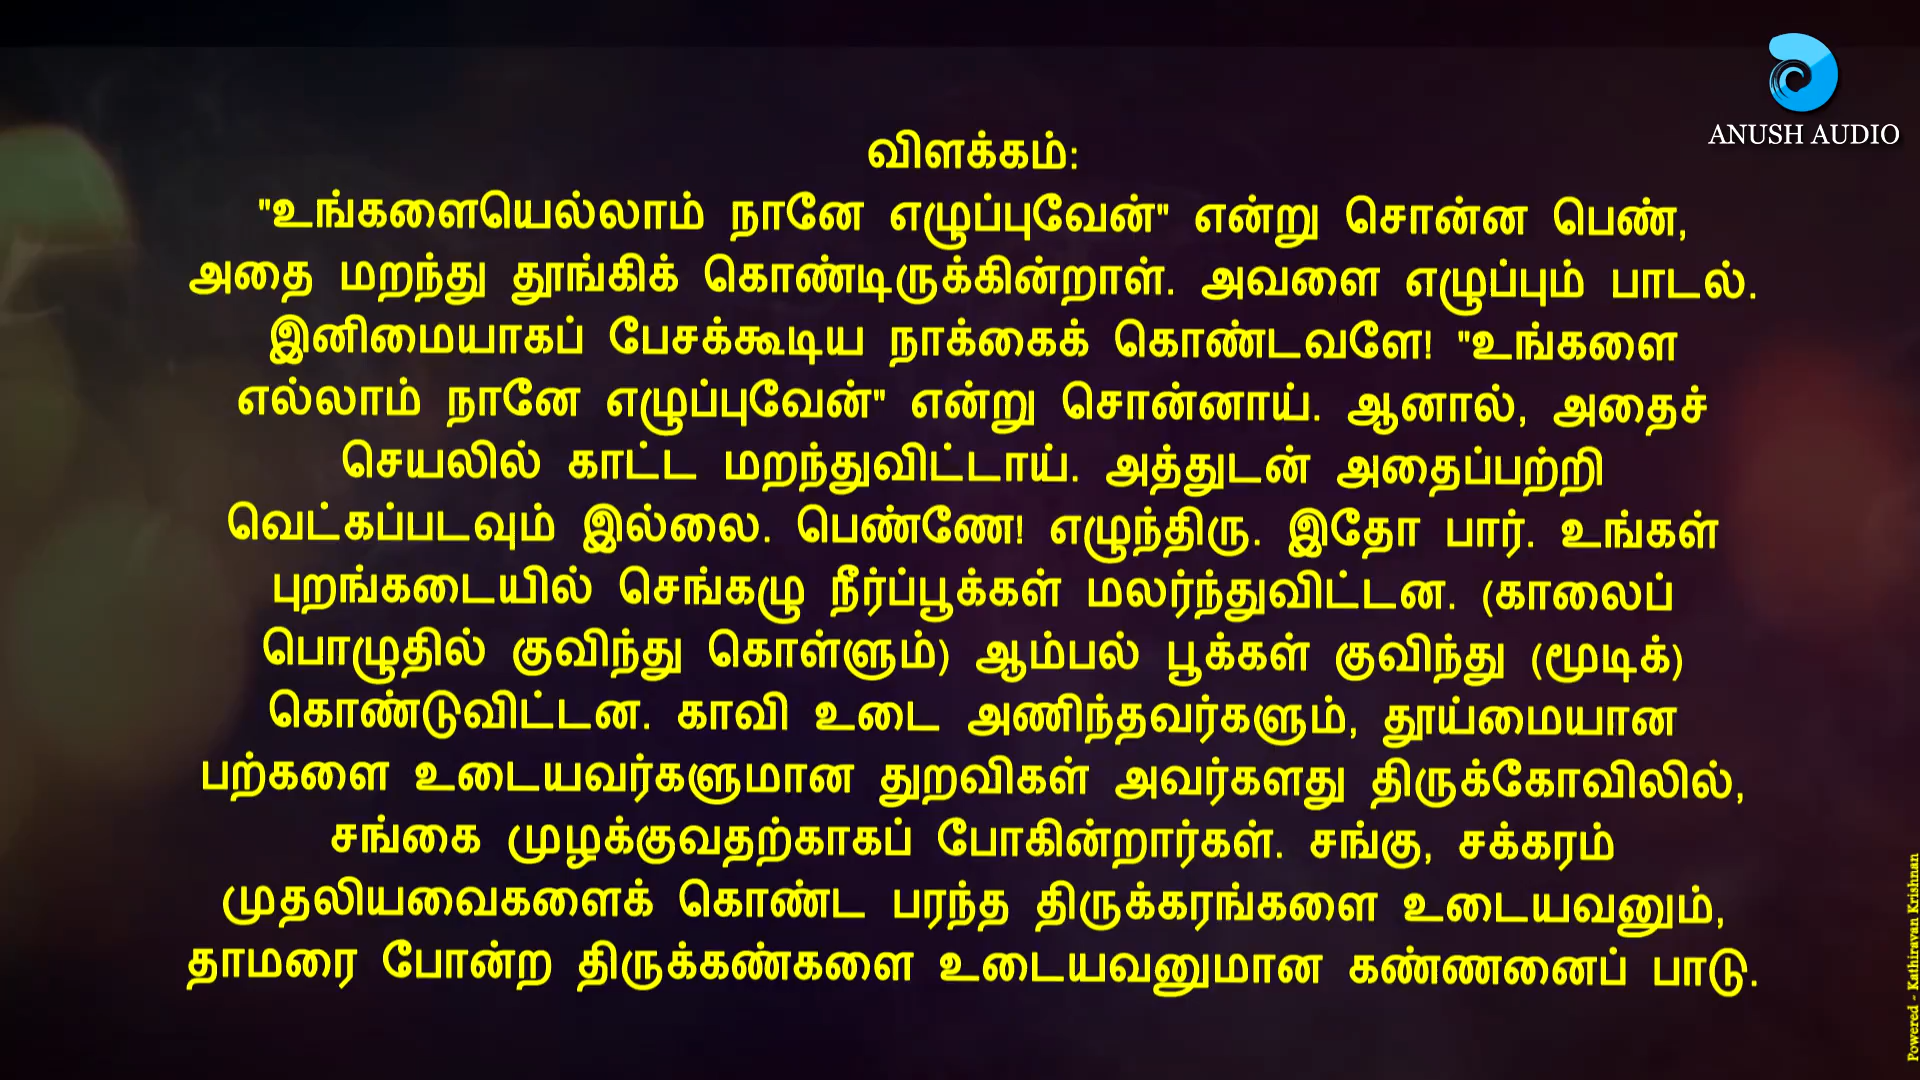 ANUSH AUDIO
விளக்கம்:
"உங்களையெல்லாம் நானே எழுப்புவேன்" என்று சொன்ன பெண்,
அதை மறந்து தூங்கிக் கொண்டிருக்கின்றாள். அவளை எழுப்பும் பாடல்.
இனிமையாகப் பேசக்கூடிய நாக்கைக் கொண்டவளே! "உங்களை
எல்லாம் நானே எழுப்புவேன்" என்று சொன்னாய். ஆனால், அதைச்
செயலில் காட்ட மறந்துவிட்டாய். அத்துடன் அதைப்பற்றி
வெட்கப்படவும் இல்லை. பெண்ணே! எழுந்திரு. இதோ பார். உங்கள்
புறங்கடையில் செங்கழு நீர்ப்பூக்கள் மலர்ந்துவிட்டன. (காலைப்
பொழுதில் குவிந்து கொள்ளும்) ஆம்பல் பூக்கள் குவிந்து (மூடிக்)
கொண்டுவிட்டன. காவி உடை அணிந்தவர்களும், தூய்மையான
பற்களை உடையவர்களுமான துறவிகள் அவர்களது திருக்கோவிலில்,
சங்கை முழக்குவதற்காகப் போகின்றார்கள். சங்கு, சக்கரம்
முதலியவைகளைக் கொண்ட பரந்த திருக்கரங்களை உடையவனும்,
தாமரை போன்ற திருக்கண்களை உடையவனுமான கண்ணனைப் பாடு.
Powered ~ Kathiravan Krishnan